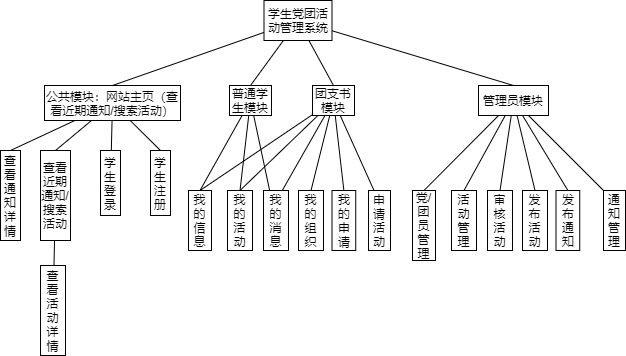 学生党团活
动管理系统
公共模块：网站主页（查
看近期通知/搜索活动）
普通学
生模块
团支书
模块
管理员模块
查看通知详情
查看
近期
通知/
搜索
活动
学生登录
学生注册
我的信息
我的活动
我的消息
我的组织
我的申请
申请活动
党/
团员
管理
活动管理
审核活动
发布活动
发布通知
通知管理
查看活动详情